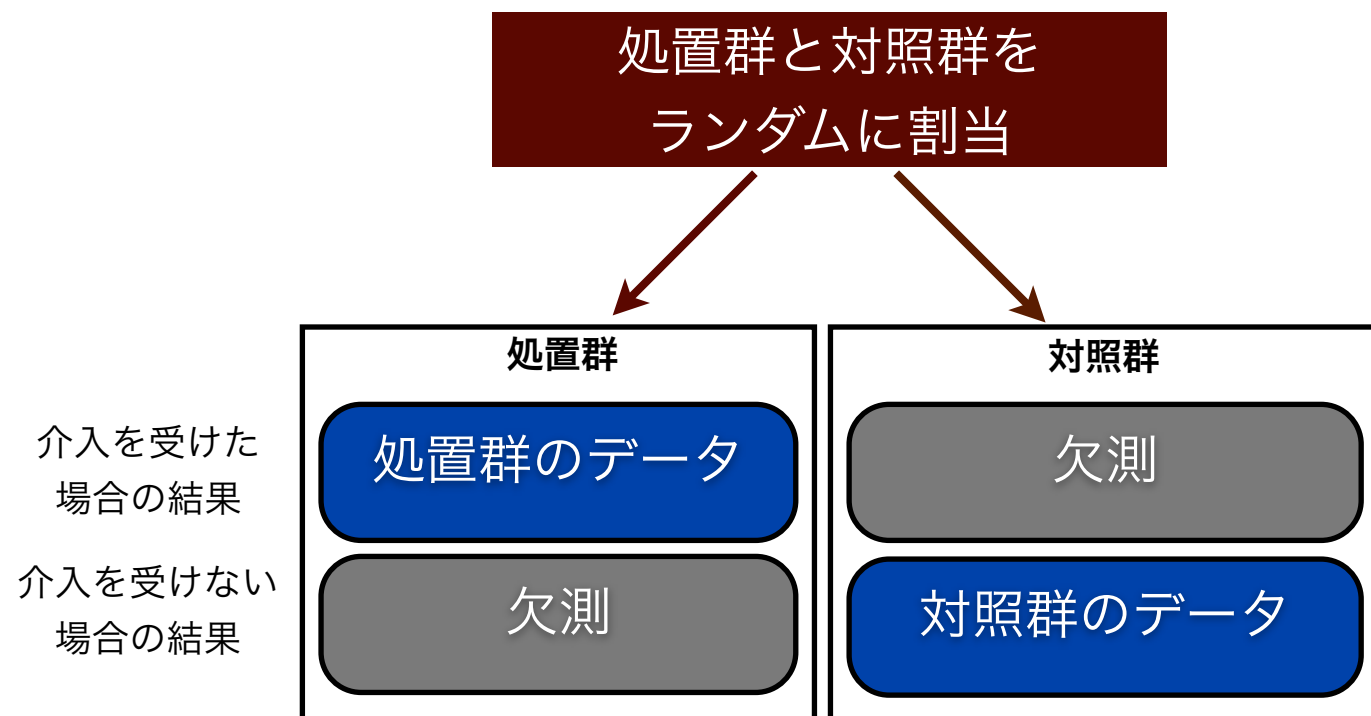 処置群と対照群を
ランダムに割当
処置群
対照群
介入を受けた
場合の結果
処置群のデータ
欠測
介入を受けない
場合の結果
欠測
対照群のデータ